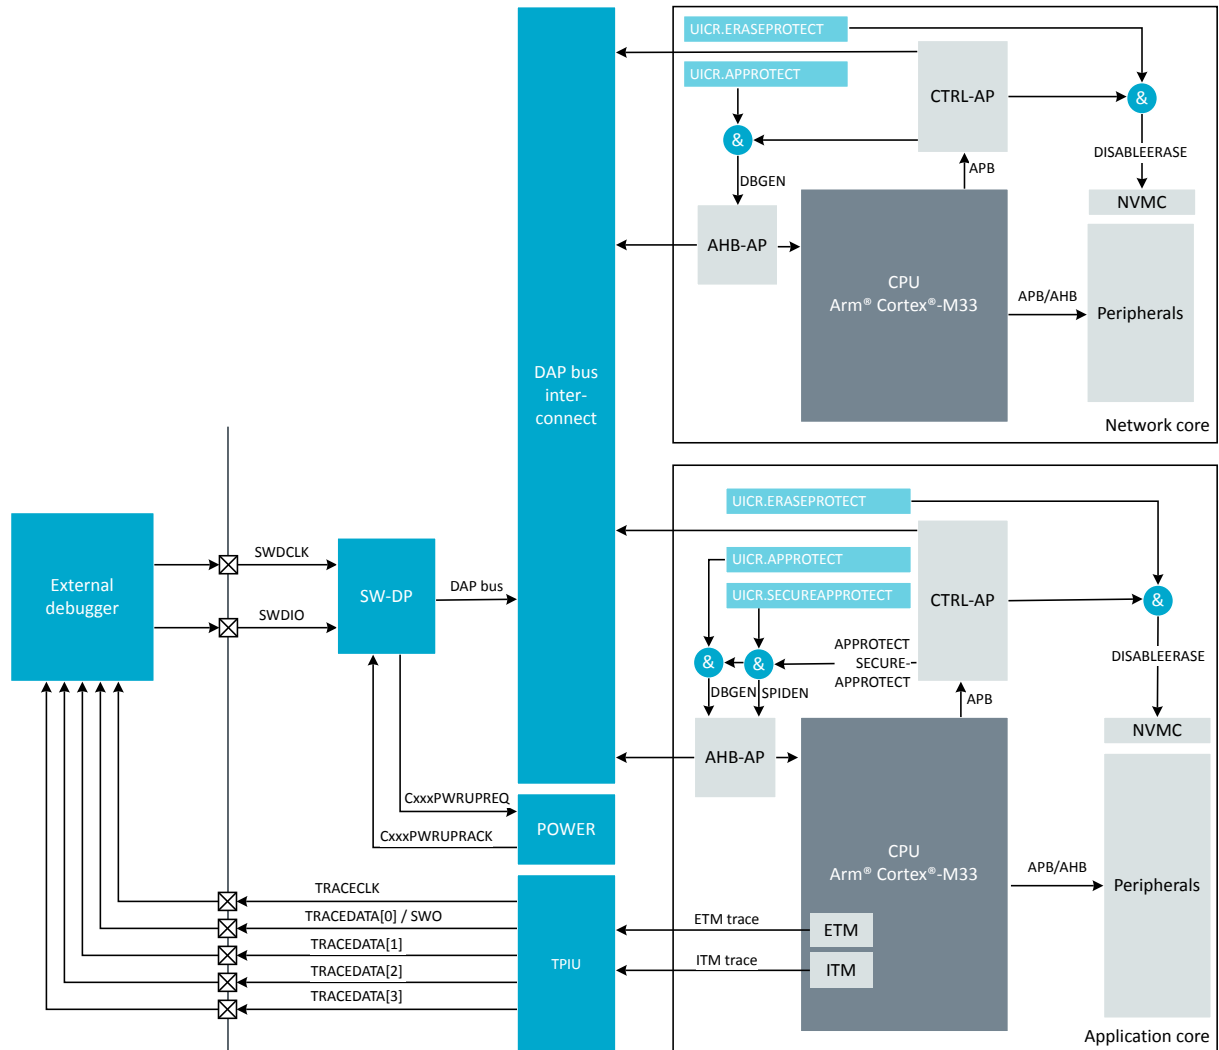 UICR.ERASEPROTECT
UICR.APPROTECT
CTRL-AP
&
&
DISABLEERASE
DBGEN
APB
NVMC
AHB-AP
CPU
Arm® Cortex®-M33
APB/AHB
Peripherals
Network core
DAP bus
inter-
connect
UICR.ERASEPROTECT
UICR.APPROTECT
UICR.SECUREAPPROTECT
CTRL-AP
&
APPROTECT
SECURE-
APPROTECT
&
&
DISABLEERASE
DBGEN
SPIDEN
APB
NVMC
AHB-AP
CPU
Arm® Cortex®-M33
APB/AHB
Peripherals
ETM
ITM
Application core
External
debugger
SWDCLK
SWDIO
SW-DP
DAP bus
CxxxPWRUPREQ
CxxxPWRUPRACK
POWER
TRACECLK
TRACEDATA[0] / SWO
TRACEDATA[1]
TRACEDATA[2]
TRACEDATA[3]
TPIU
ETM trace
ITM trace